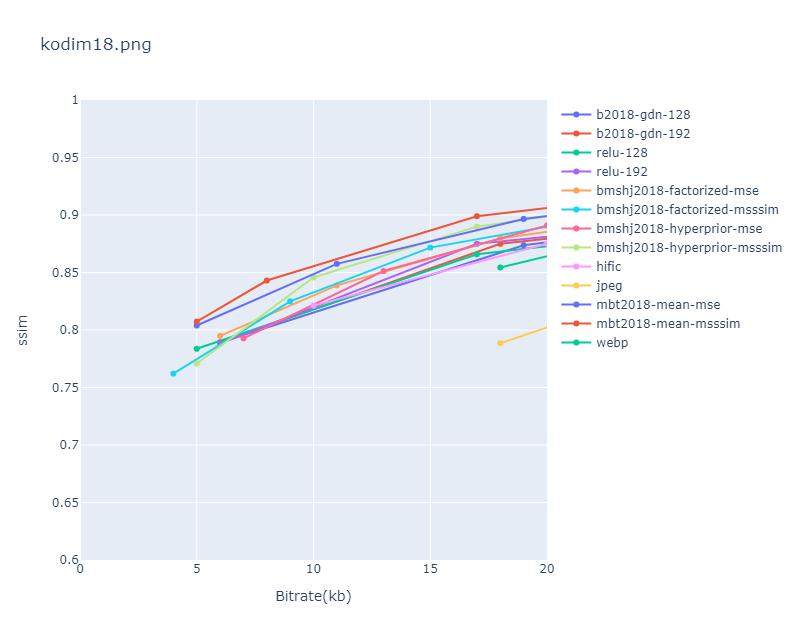 kodim18.png
1
0.95
0.9
0.85
0.8
0.75
0.7
0.65
0.6
ssim
0
5
10
15
20
Bitrate(kb)
b2018-gdn-128
b2018-gdn-192
relu-128
relu-192
bmshj2018-factorized-mse
bmshj2018-factorized-msssim
bmshj2018-hyperprior-mse
bmshj2018-hyperprior-msssim
hific
jpeg
mbt2018-mean-mse
mbt2018-mean-msssim
webp